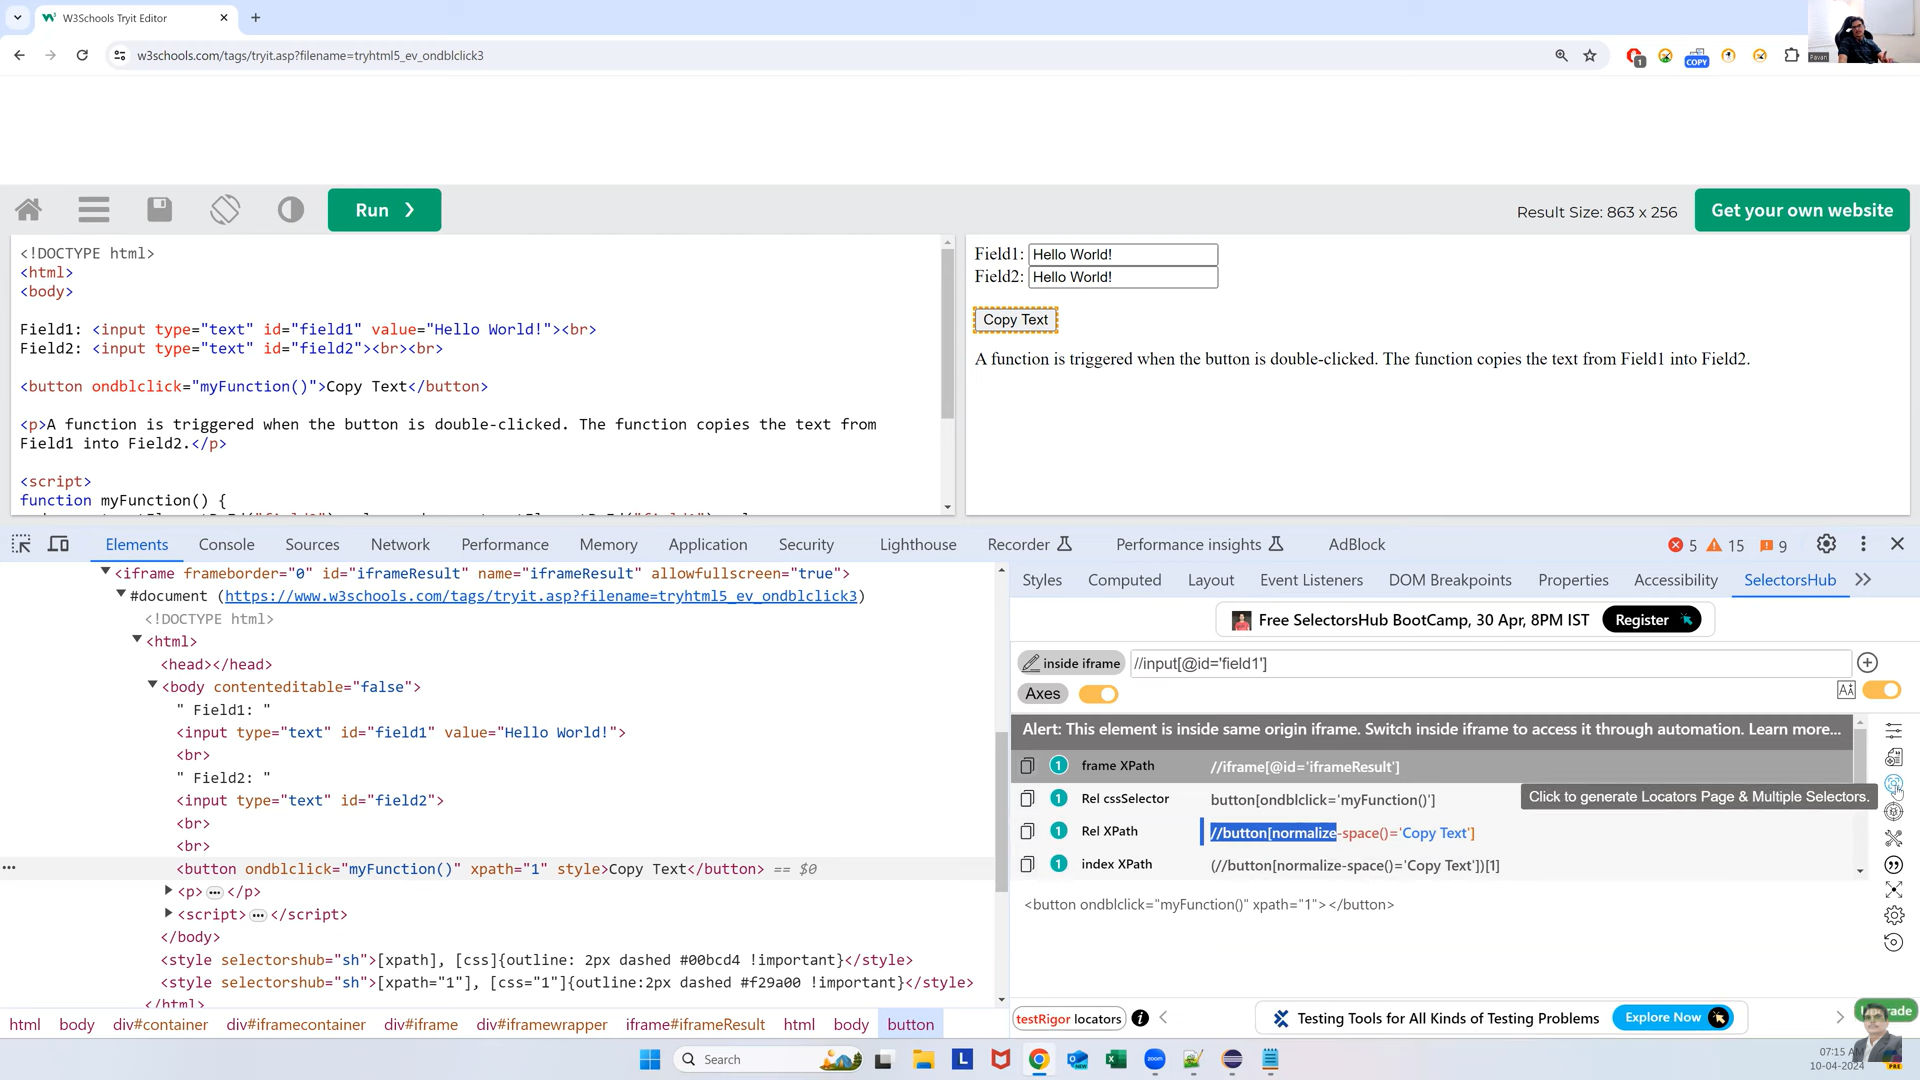 W3Schools Tryit Editor
w3schools.com/tags/tryit.asp?filename=tryhtml5_ev_ondblclick3
1
COPY
Pavan
Run ❯
Result Size: 863 x 256
Get your own website
<!DOCTYPE html>
<html>
<body>
Field1: <input type="text" id="field1" value="Hello World!"><br>
Field2: <input type="text" id="field2"><br><br>
<button ondblclick="myFunction()">Copy Text</button>
<p>A function is triggered when the button is double-clicked. The function copies the text from
Field1 into Field2.</p>
<script>
function myFunction() {
Field1: Hello World!
Field2: Hello World!
Copy Text
A function is triggered when the button is double-clicked. The function copies the text from Field1 into Field2.
Elements Console Sources Network Performance Memory Application Security Lighthouse Recorder Performance insights AdBlock 5 15 9
<iframe frameborder="0" id="iframeResult" name="iframeResult" allowfullscreen="true">
#document (https://www.w3schools.com/tags/tryit.asp?filename=tryhtml5_ev_ondblclick3)
<!DOCTYPE html>
<html>
<head></head>
<body contenteditable="false">
" Field1: "
<input type="text" id="field1" value="Hello World!">
<br>
" Field2: "
<input type="text" id="field2">
<br>
<br>
<button ondblclick="myFunction()" xpath="1" style>Copy Text</button> == $0
<p> … </p>
<script> … </script>
</body>
<style selectorshub="sh">[xpath], [css]{outline: 2px dashed #00bcd4 !important}</style>
<style selectorshub="sh">[xpath="1"], [css="1"]{outline:2px dashed #f29a00 !important}</style>
</html>
html body div#container div#iframecontainer div#iframe div#iframewrapper iframe#iframeResult html body button
Styles Computed Layout Event Listeners DOM Breakpoints Properties Accessibility SelectorsHub
Free SelectorsHub BootCamp, 30 Apr, 8PM IST Register
inside iframe //input[@id='field1']
Axes
Alert: This element is inside same origin iframe. Switch inside iframe to access it through automation. Learn more...
1 frame XPath //iframe[@id='iframeResult']
Click to generate Locators Page & Multiple Selectors.
1 Rel cssSelector button[ondblclick='myFunction()']
1 Rel XPath //button[normalize-space()='Copy Text']
1 index XPath (//button[normalize-space()='Copy Text'])[1]
<button ondblclick="myFunction()" xpath="1"></button>
testRigor locators
Testing Tools for All Kinds of Testing Problems Explore Now
Search
L
zoom
07:15 AM
10-04-2024
PRE